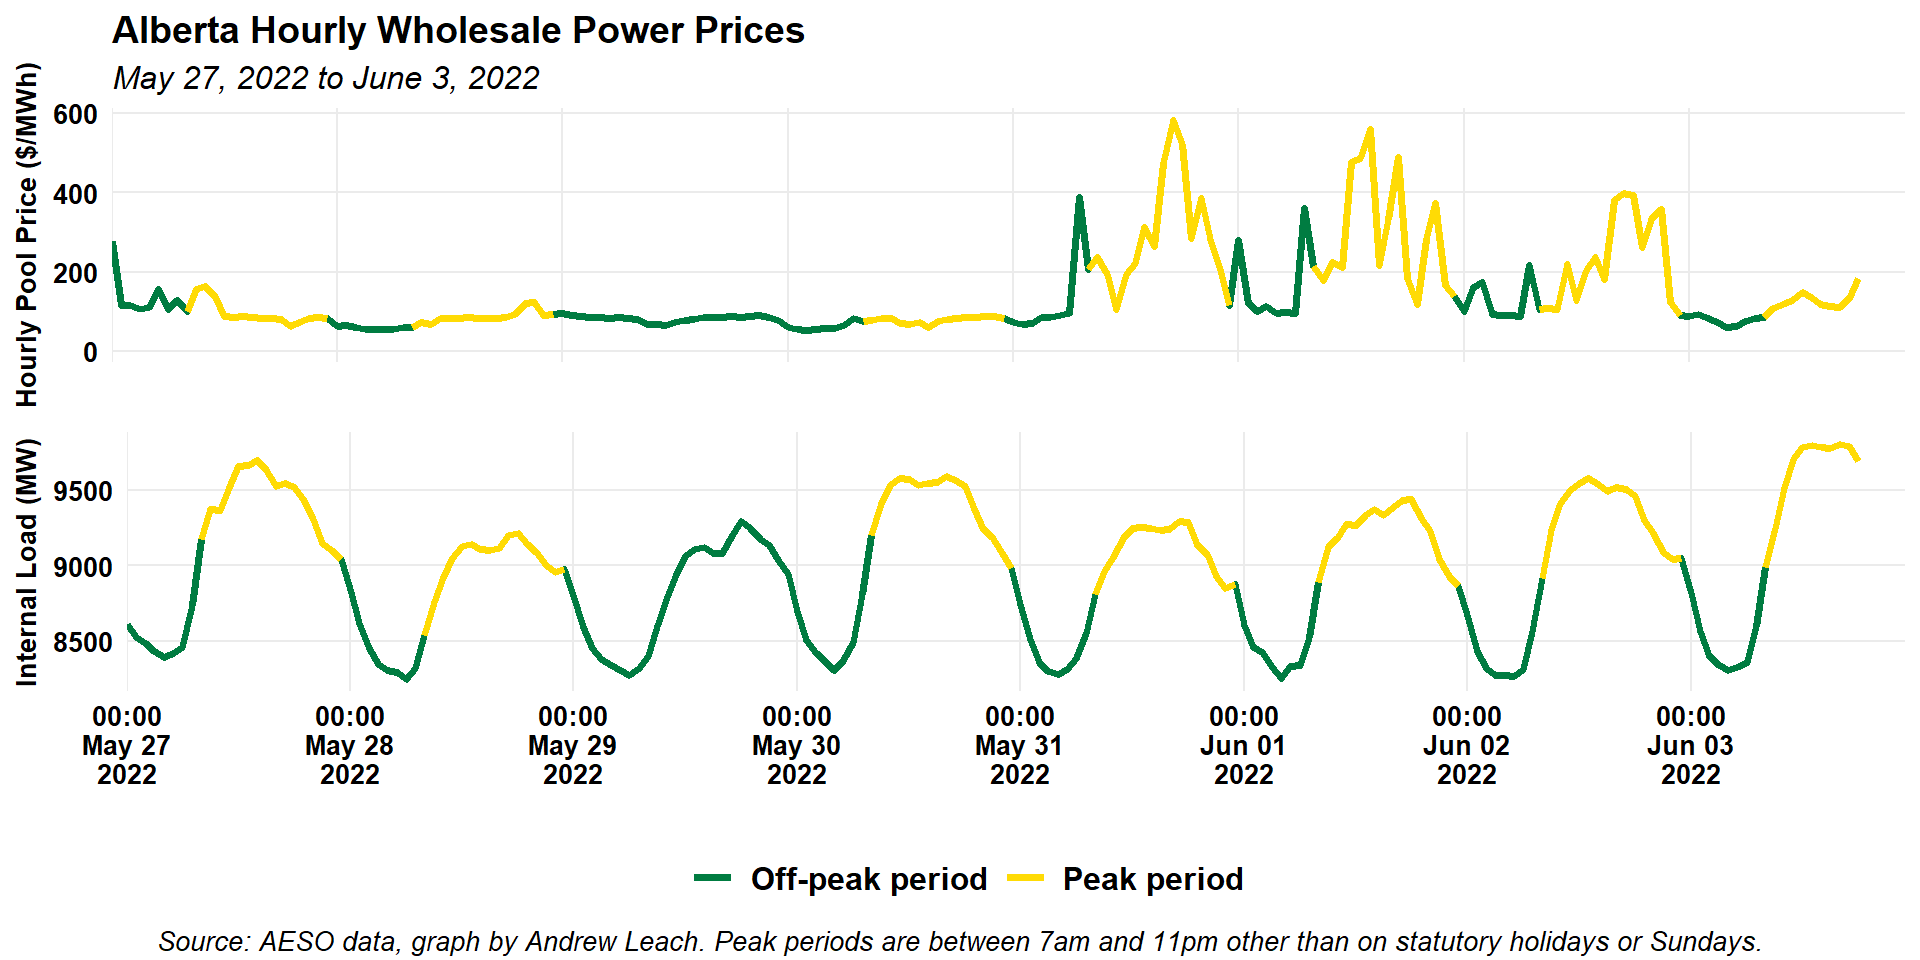 Alberta Hourly Wholesale Power Prices
May 27, 2022 to June 3, 2022
Hourly Pool Price ($/MWh)
600
400
200
0
Internal Load (MW)
9500
9000
8500
00:00
May 27
2022
00:00
May 28
2022
00:00
May 29
2022
00:00
May 30
2022
00:00
May 31
2022
00:00
Jun 01
2022
00:00
Jun 02
2022
00:00
Jun 03
2022
Off-peak period
Peak period
Source: AESO data, graph by Andrew Leach. Peak periods are between 7am and 11pm other than on statutory holidays or Sundays.